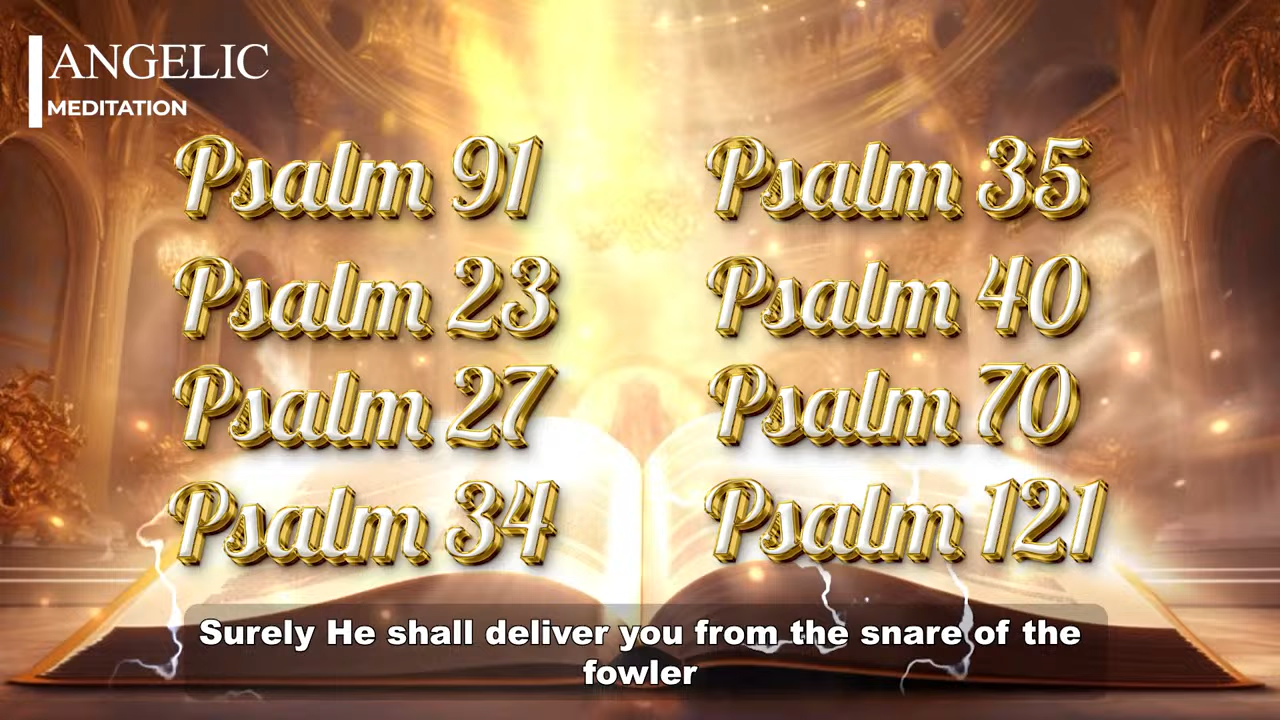 ANGELIC
MEDITATION
Psalm 91
Psalm 23
Psalm 27
Psalm 34
Psalm 35
Psalm 40
Psalm 70
Psalm 121
Surely He shall deliver you from the snare of the
fowler